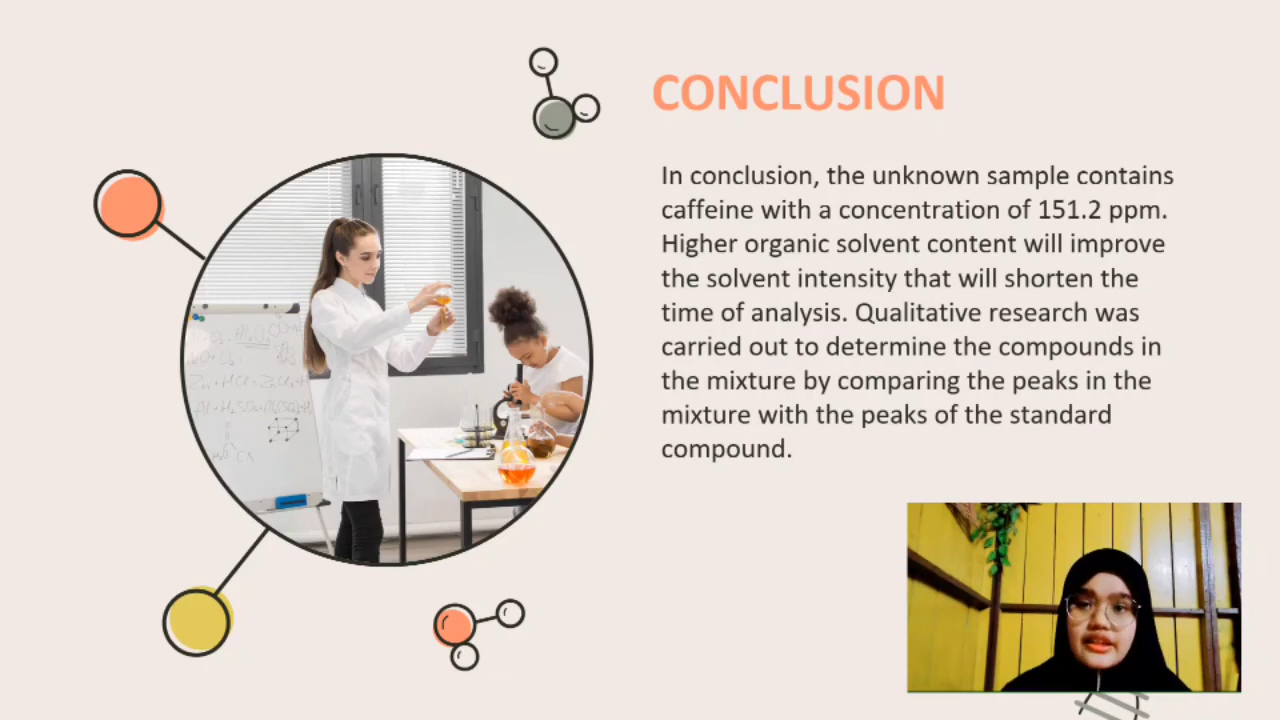 CONCLUSION
In conclusion, the unknown sample contains
caffeine with a concentration of 151.2 ppm.
Higher organic solvent content will improve
the solvent intensity that will shorten the
time of analysis. Qualitative research was
carried out to determine the compounds in
the mixture by comparing the peaks in the
mixture with the peaks of the standard
compound.